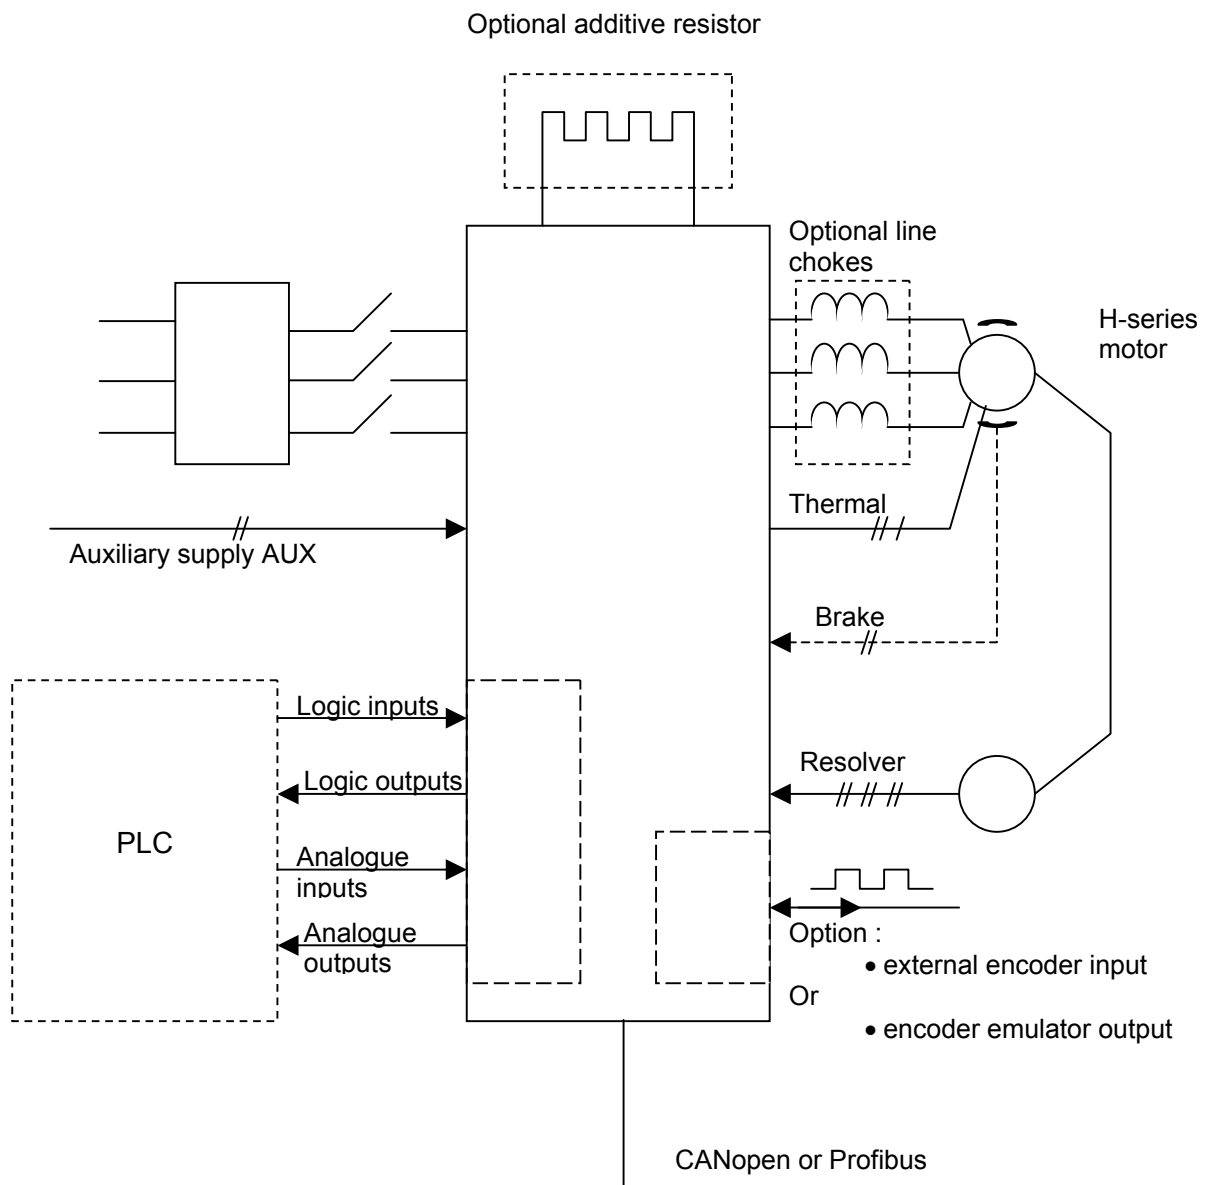 Optional additive resistor
Optional line
chokes
H-series
motor
Thermal
Auxiliary supply AUX
Brake
Logic inputs
Logic outputs
Resolver
PLC
Analogue
inputs
Analogue
outputs
Option :
• external encoder input
Or
• encoder emulator output
CANopen or Profibus